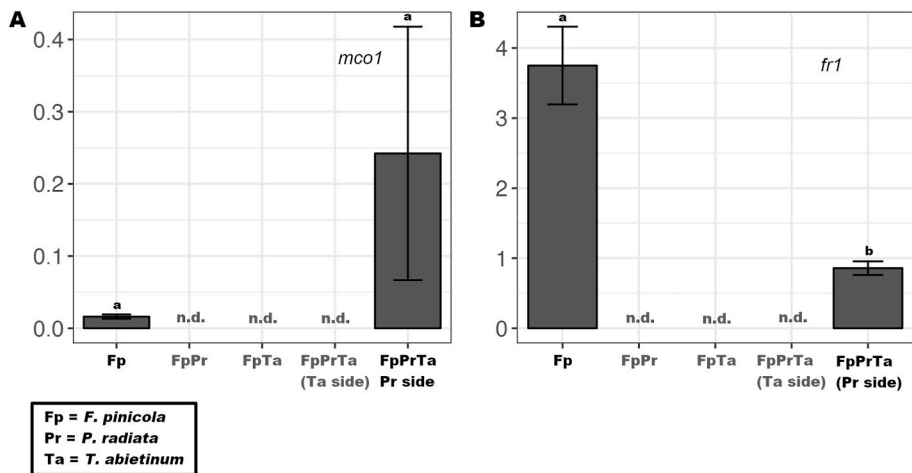 A
a
mco1
0.4
0.3
0.2
0.1
0.0
a
n.d. n.d. n.d.
Fp FpPr FpTa FpPrTa FpPrTa
(Ta side) Pr side
B
a
fr1
4
3
2
1
0
b
n.d. n.d. n.d.
Fp FpPr FpTa FpPrTa FpPrTa
(Ta side) (Pr side)
Fp = F. pinicola
Pr = P. radiata
Ta = T. abietinum